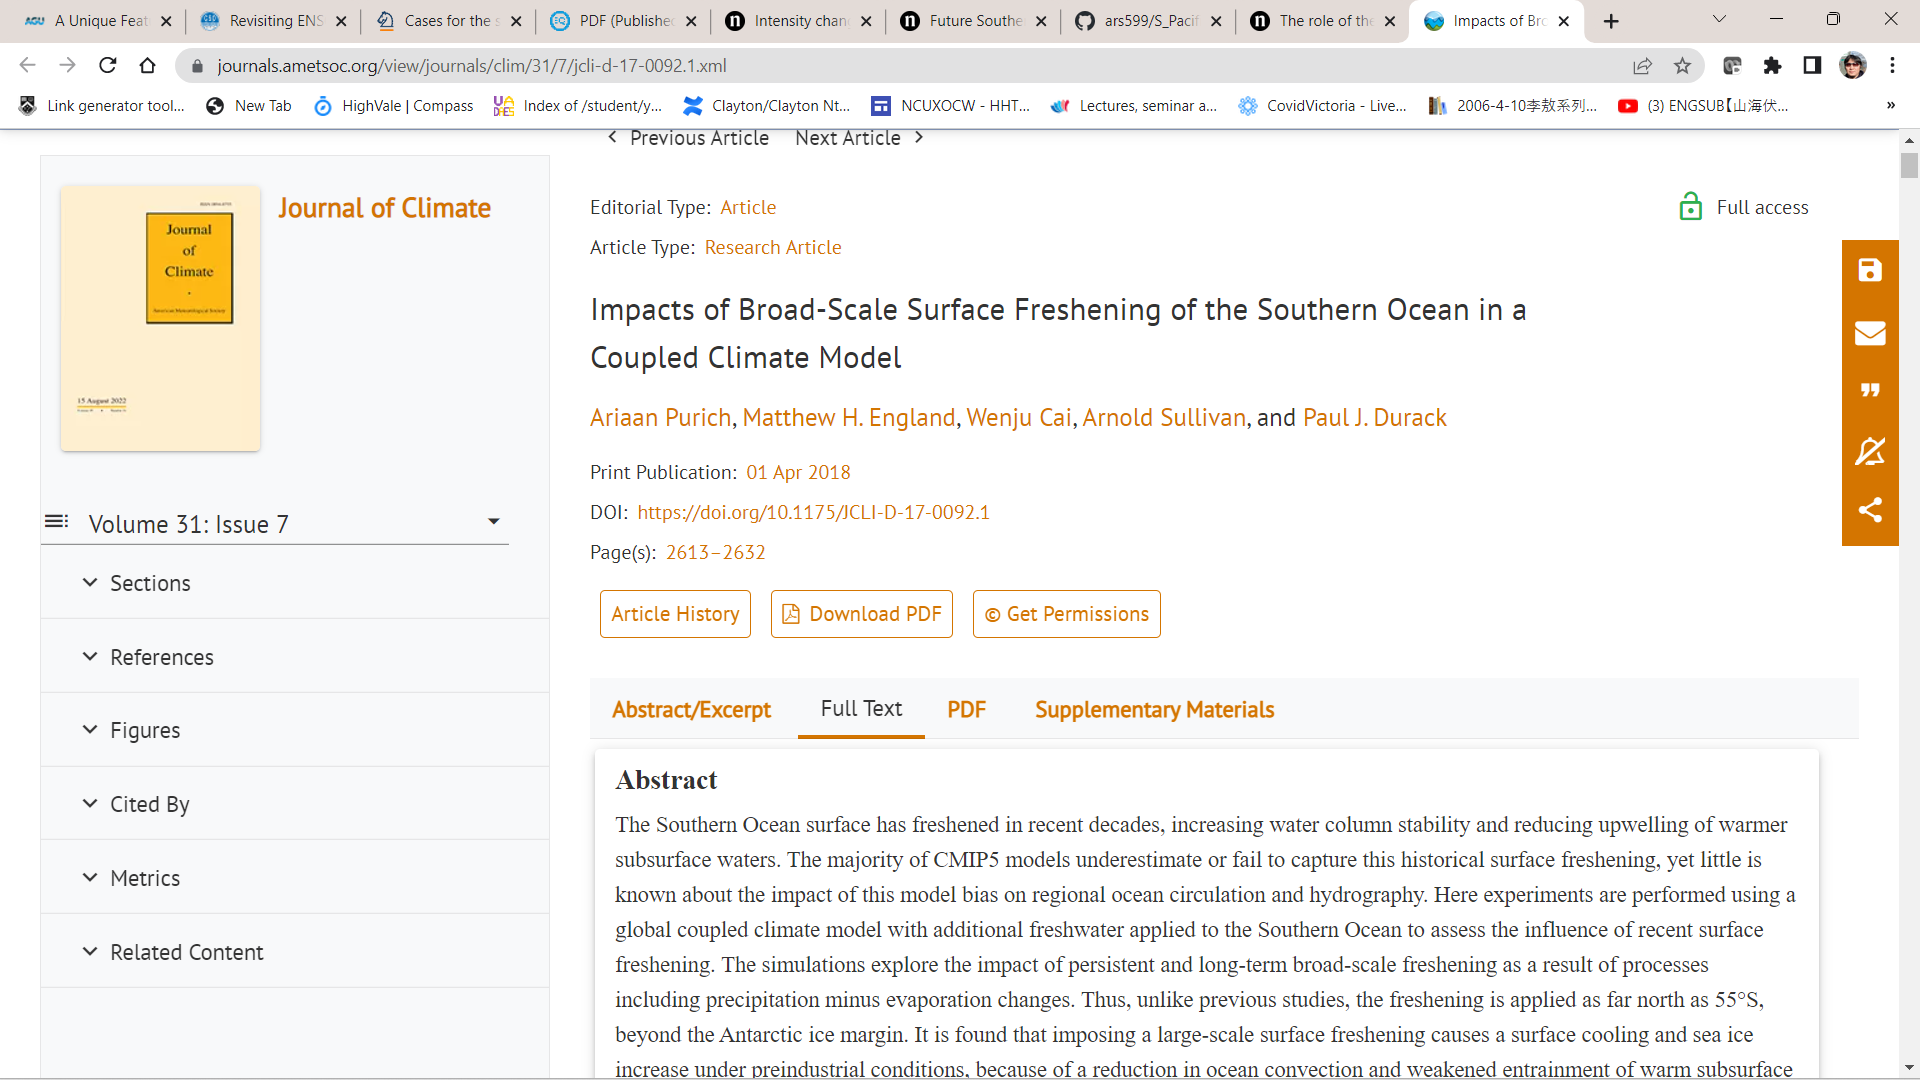 A Unique Feat
Revisiting ENS
Cases for the s
PDF (Published
Intensity chan
Future Southe
ars599/S_Pacif
The role of the
Impacts of Bro
journals.ametsoc.org/view/journals/clim/31/7/jcli-d-17-0092.1.xml
Link generator tool...
New Tab
HighVale | Compass
Index of /student/y...
Clayton/Clayton Nt...
NCUXOCW - HHT...
Lectures, seminar a...
CovidVictoria - Live...
2006-4-10李敖系列...
(3) ENGSUB【山海伏...
»
Previous Article
Next Article
Journal of Climate
Journal
of
Climate
American Meteorological Society
15 August 2022
Volume 31: Issue 7
Sections
References
Figures
Cited By
Metrics
Related Content
Editorial Type: Article
Full access
Article Type: Research Article
Impacts of Broad-Scale Surface Freshening of the Southern Ocean in a
Coupled Climate Model
Ariaan Purich, Matthew H. England, Wenju Cai, Arnold Sullivan, and Paul J. Durack
Print Publication: 01 Apr 2018
DOI: https://doi.org/10.1175/JCLI-D-17-0092.1
Page(s): 2613–2632
Article History
Download PDF
© Get Permissions
Abstract/Excerpt
Full Text
PDF
Supplementary Materials
Abstract
The Southern Ocean surface has freshened in recent decades, increasing water column stability and reducing upwelling of warmer
subsurface waters. The majority of CMIP5 models underestimate or fail to capture this historical surface freshening, yet little is
known about the impact of this model bias on regional ocean circulation and hydrography. Here experiments are performed using a
global coupled climate model with additional freshwater applied to the Southern Ocean to assess the influence of recent surface
freshening. The simulations explore the impact of persistent and long-term broad-scale freshening as a result of processes
including precipitation minus evaporation changes. Thus, unlike previous studies, the freshening is applied as far north as 55°S,
beyond the Antarctic ice margin. It is found that imposing a large-scale surface freshening causes a surface cooling and sea ice
increase under preindustrial conditions, because of a reduction in ocean convection and weakened entrainment of warm subsurface